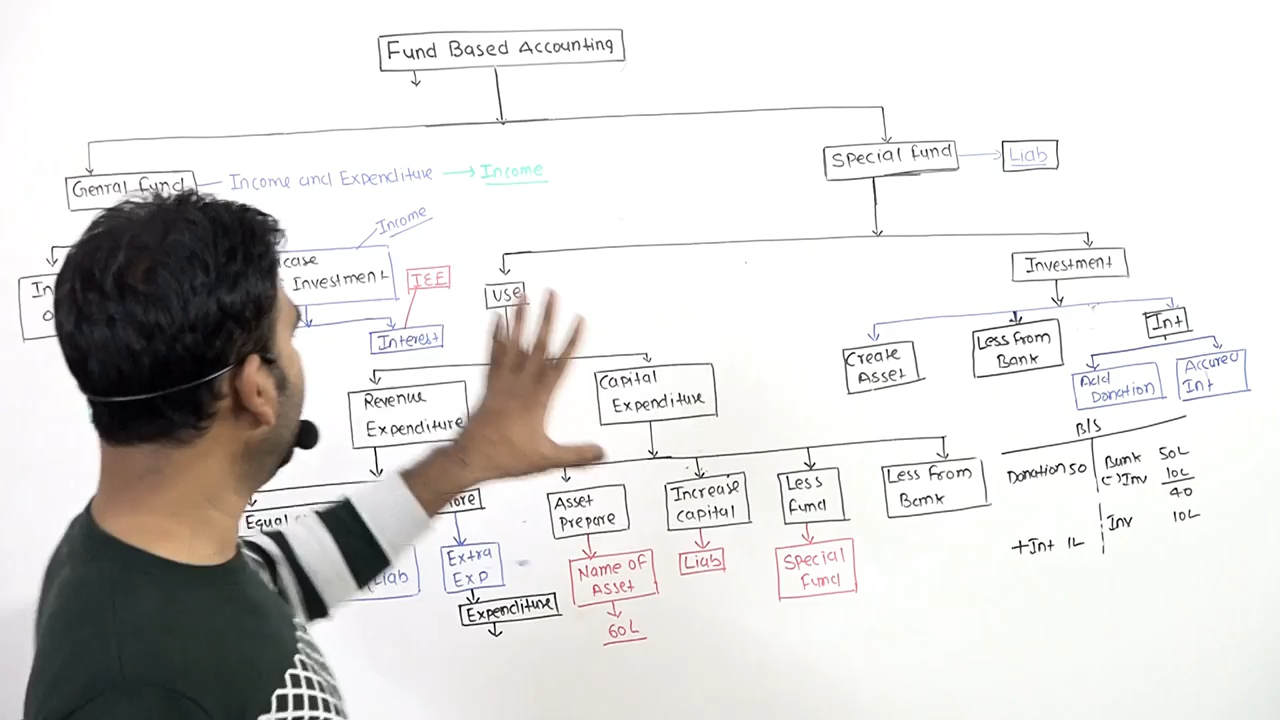 Fund Based Accounting
Genral Fund
Income and Expenditure → Income
Special Fund
Liab
Income
Investment
IEE
Interest
Use
Investment
Create
Asset
Less From
Bank
Int
Add
Donation
Accured
Int
Revenue
Expenditure
Capital
Expenditure
Equal
Liab
Extra
Exp
Expenditure
Asset
Prepare
Name of
Asset
60L
Increase
Capital
Liab
Less
Fund
Special
Fund
Less From
Bank
B/S
Donation 50
+Int 1L
Bank 50L
(-)Inv 10L
40
Inv 10L